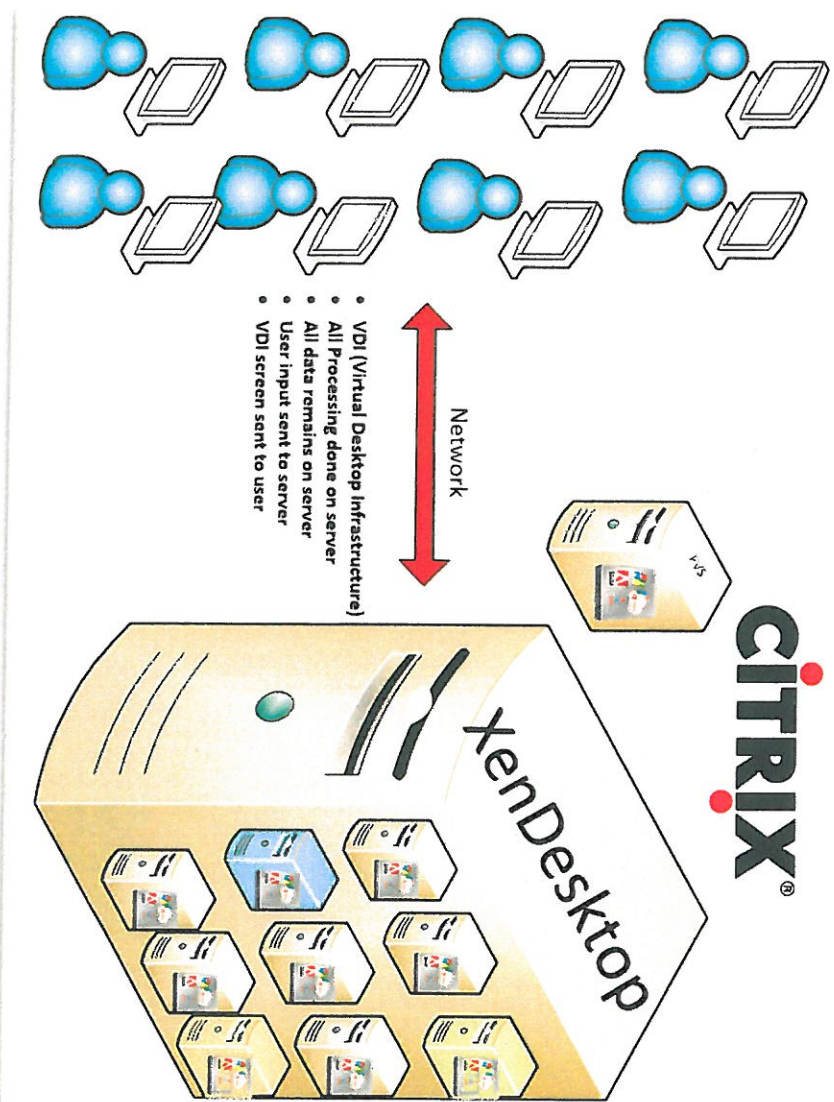 CiTRiX®
PVS
XenDesktop
Network
• VDI (Virtual Desktop Infrastructure)
• All Processing done on server
• All data remains on server
• User input sent to server
• VDI screen sent to user